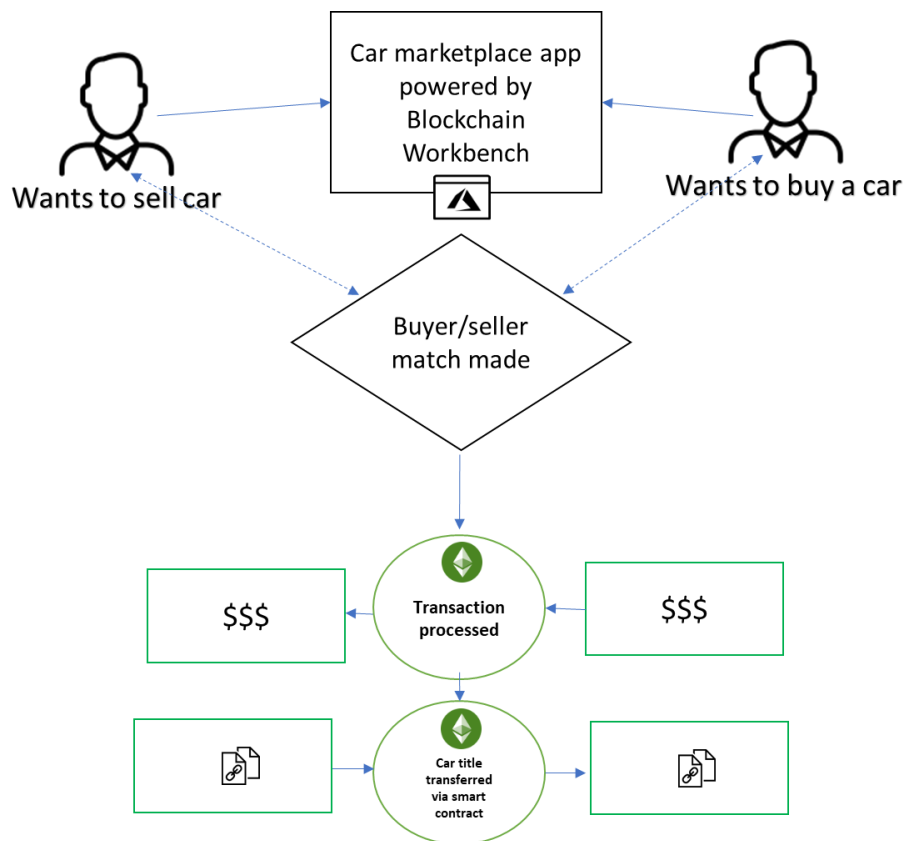 Car marketplace app
powered by
Blockchain
Workbench
Wants to sell car
Wants to buy a car
Buyer/seller
match made
$$$
Transaction
processed
$$$
Car title
transferred
via smart
contract